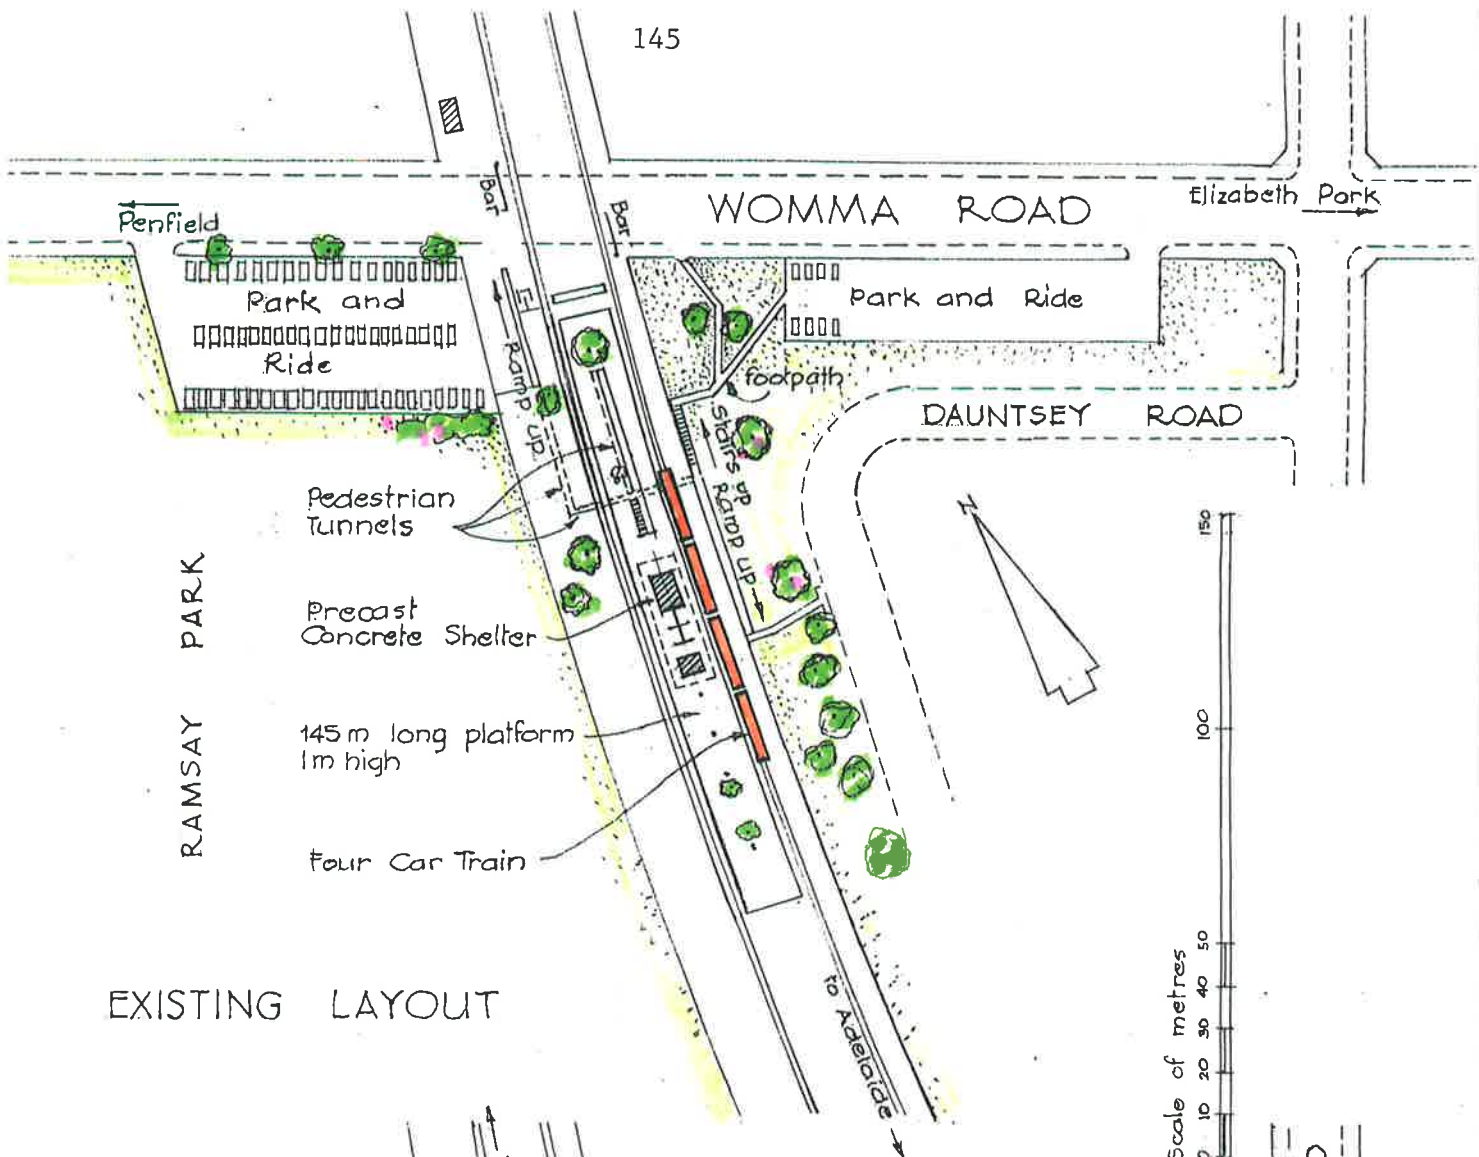 145
Bar
Bar
WOMMA ROAD
Elizabeth Park
Penfield
Park and
Ride
Park and Ride
Ramp up
footpath
Stairs up
Ramp up
DAUNTSEY ROAD
Pedestrian
Tunnels
N
Precast
Concrete Shelter
RAMSAY PARK
145m long platform
1m high
Four Car Train
EXISTING LAYOUT
to Adelaide
Scale of metres
0
10
20
30
40
50
100
150